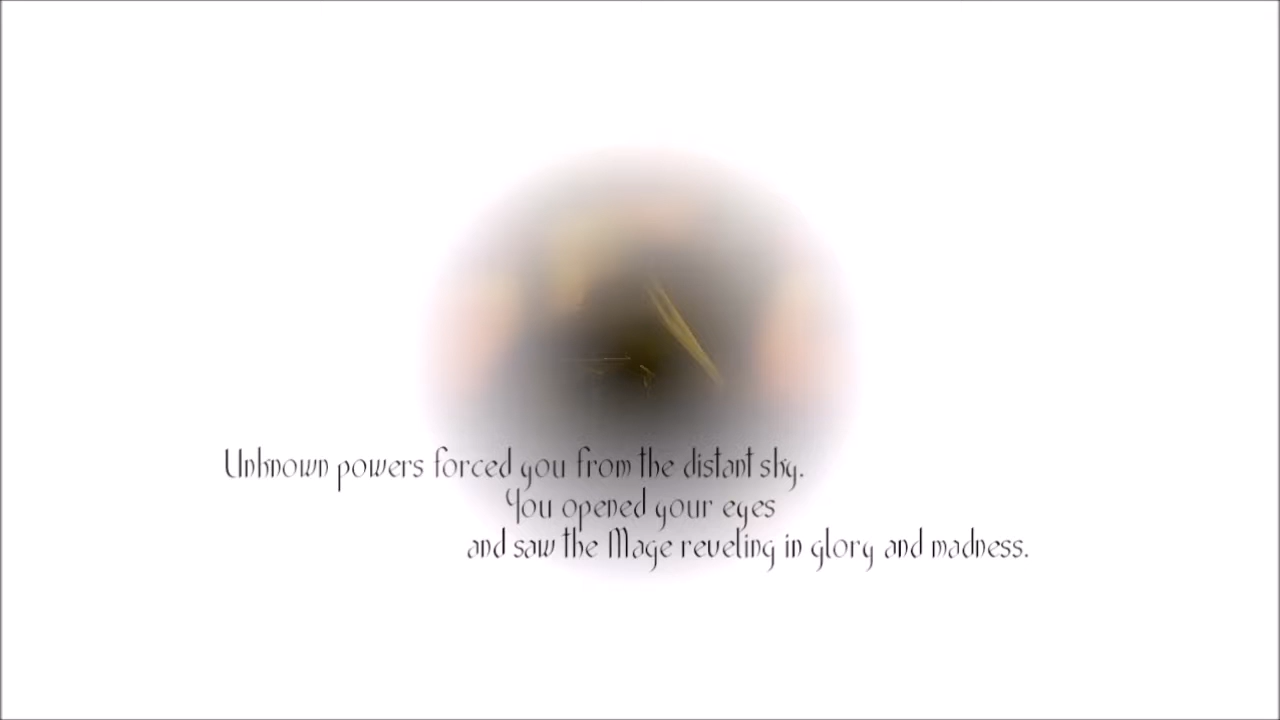 Unknown powers forced you from the distant sky.
You opened your eyes
and saw the Mage reveling in glory and madness.